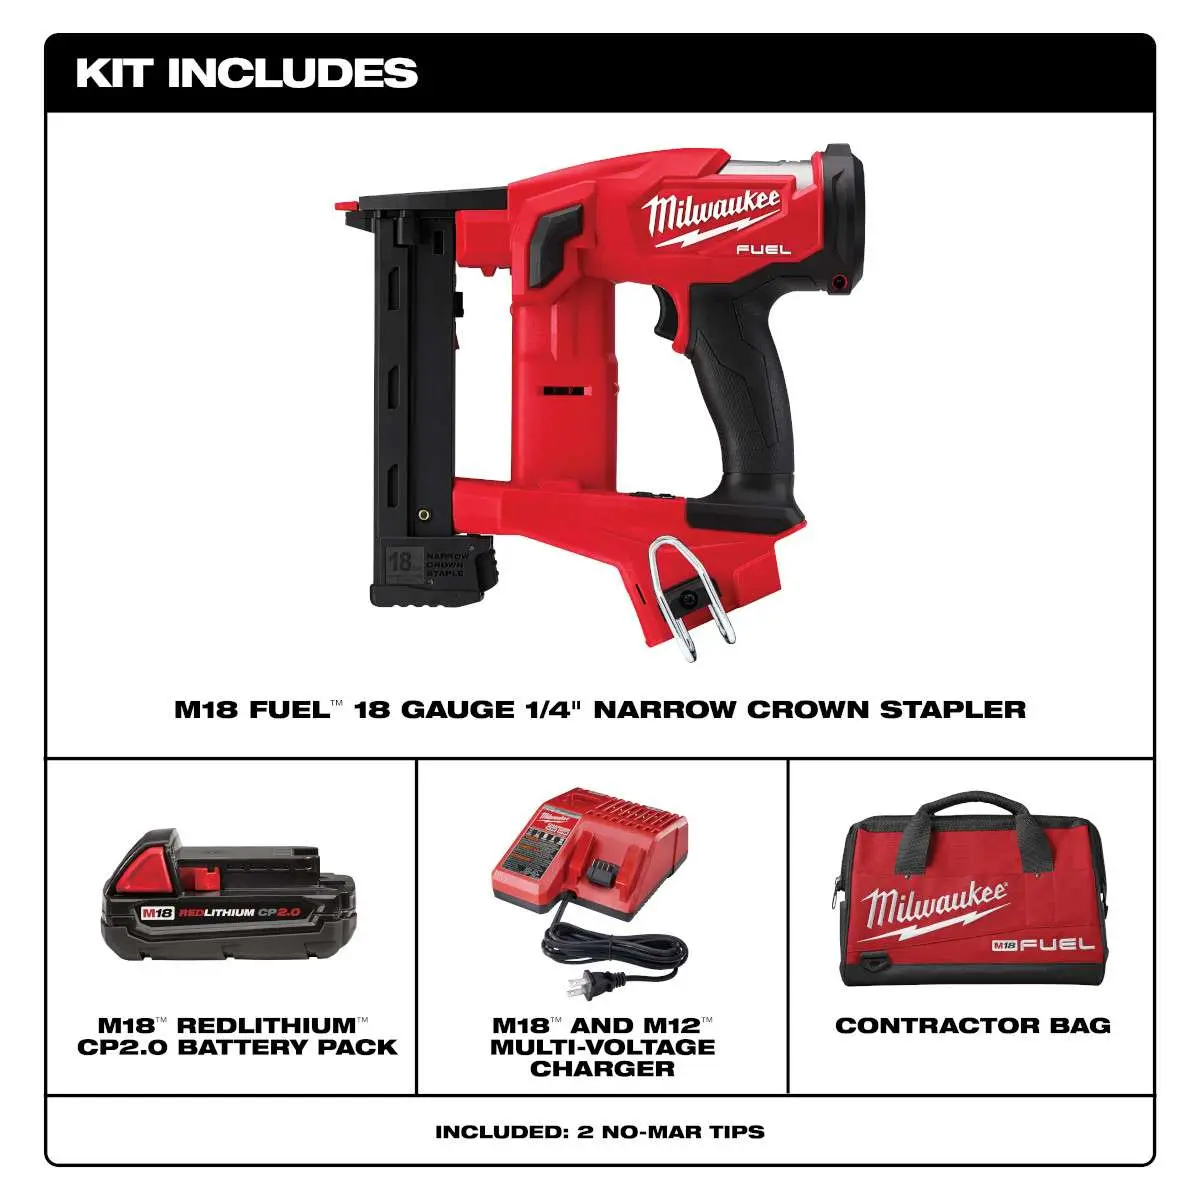 KIT INCLUDES
Milwaukee
FUEL
18
NARROW
CROWN
STAPLE
M18 FUEL™ 18 GAUGE 1/4" NARROW CROWN STAPLER
M18 REDLITHIUM CP2.0
M18™ REDLITHIUM™
CP2.0 BATTERY PACK
Milwaukee
M18™ AND M12™
MULTI-VOLTAGE
CHARGER
Milwaukee
M18 FUEL
CONTRACTOR BAG
INCLUDED: 2 NO-MAR TIPS